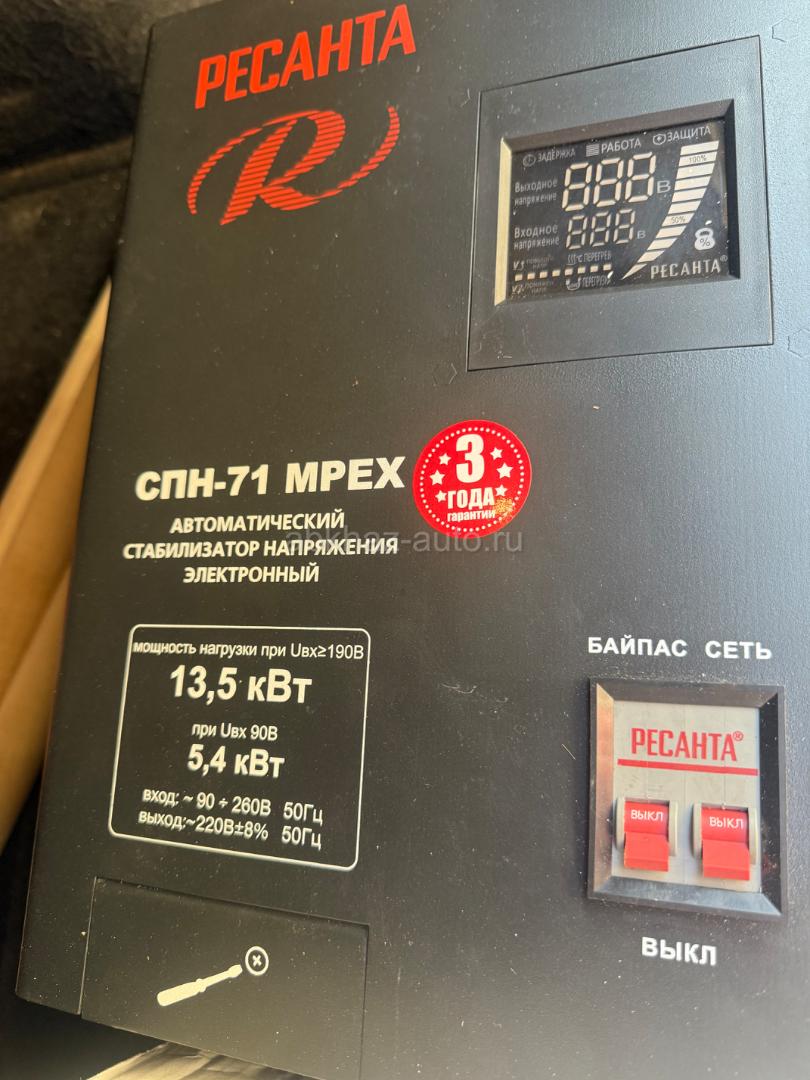 РЕСАНТА
R
ЗАДЕРЖКА РАБОТА ЗАЩИТА
Выходное
напряжение
888 В
Входное
напряжение
888 В
100%
50%
%
°C ПЕРЕГРЕВ
РЕСАНТА®
СПН-71 МРЕХ
3
ГОДА
гарантии
АВТОМАТИЧЕСКИЙ
СТАБИЛИЗАТОР НАПРЯЖЕНИЯ
ЭЛЕКТРОННЫЙ
abkhaz-auto.ru
мощность нагрузки при Uвх≥190В
13,5 кВт
при Uвх 90В
5,4 кВт
вход: ~ 90 ÷ 260В 50Гц
выход:~220В±8% 50Гц
БАЙПАС СЕТЬ
РЕСАНТА®
ВЫКЛ ВЫКЛ
ВЫКЛ